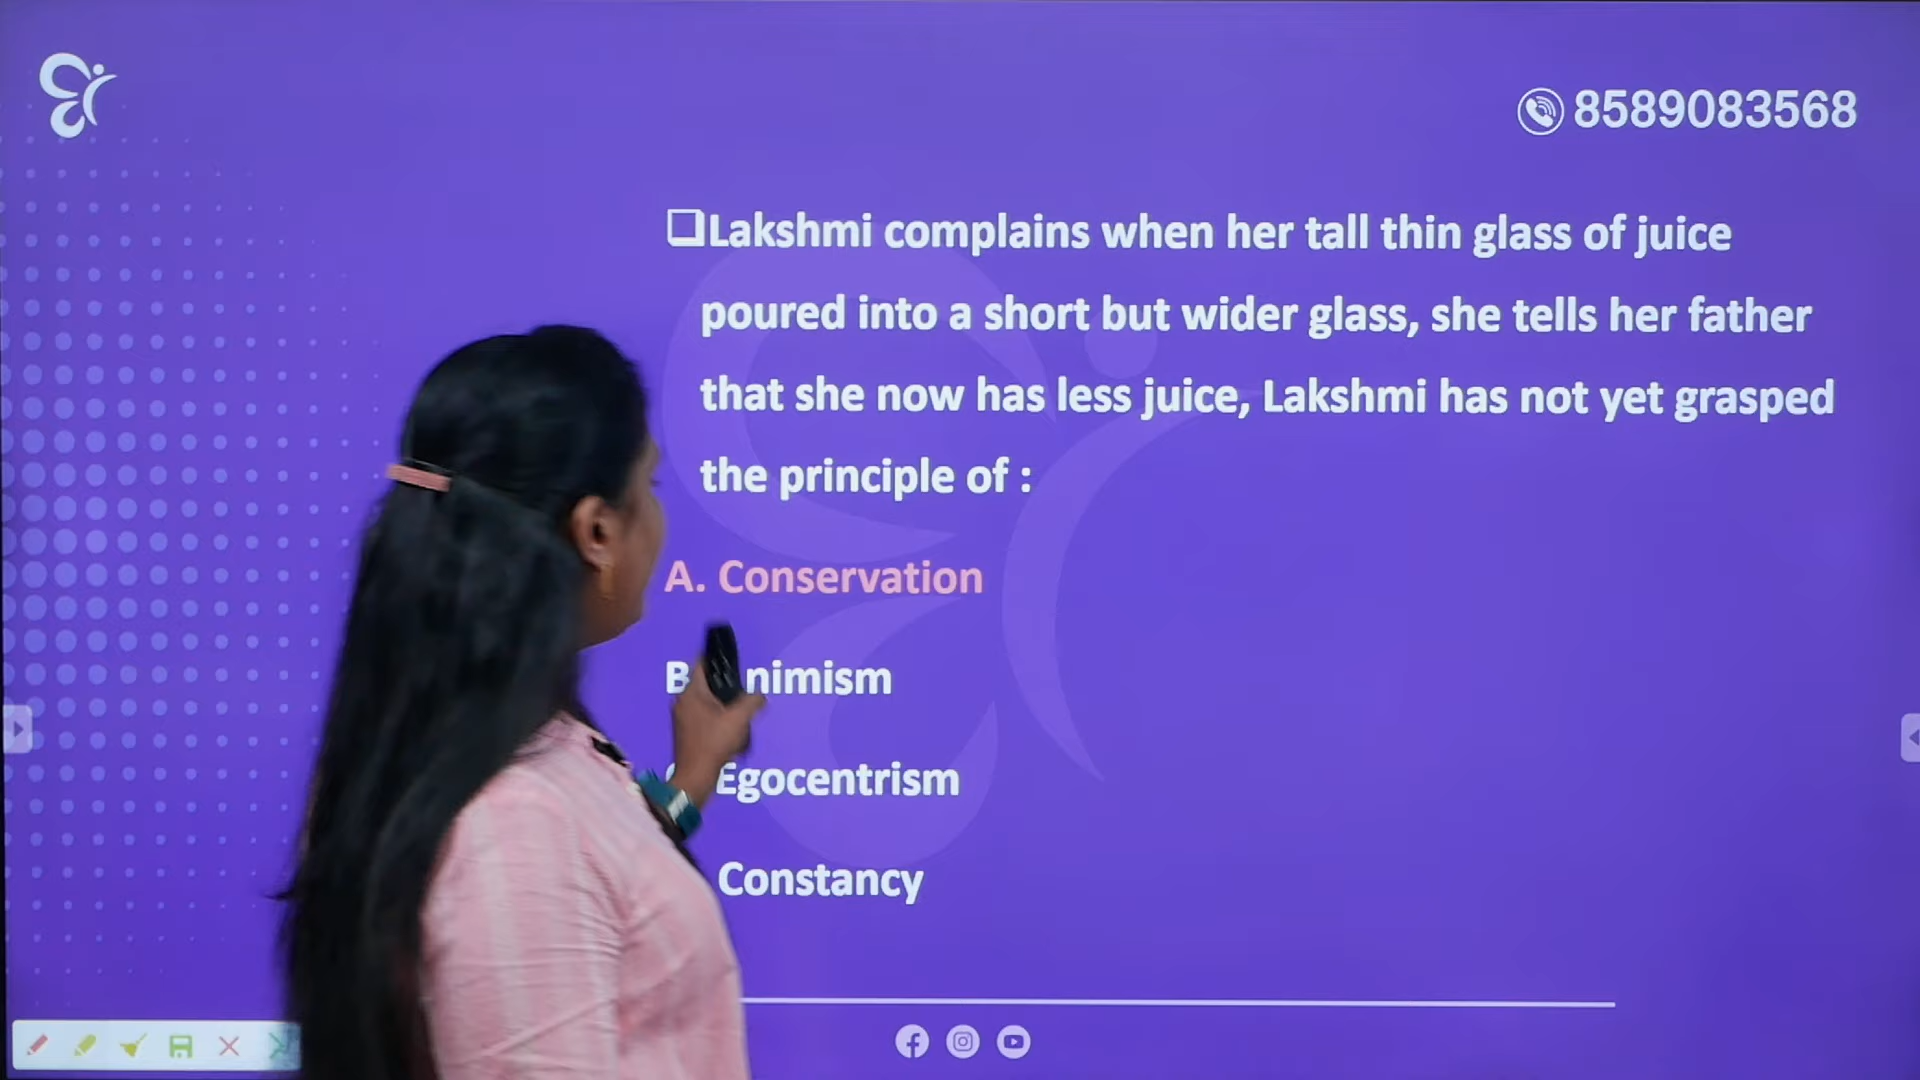 8589083568
❑Lakshmi complains when her tall thin glass of juice
poured into a short but wider glass, she tells her father
that she now has less juice, Lakshmi has not yet grasped
the principle of :
A. Conservation
B nimism
Egocentrism
Constancy